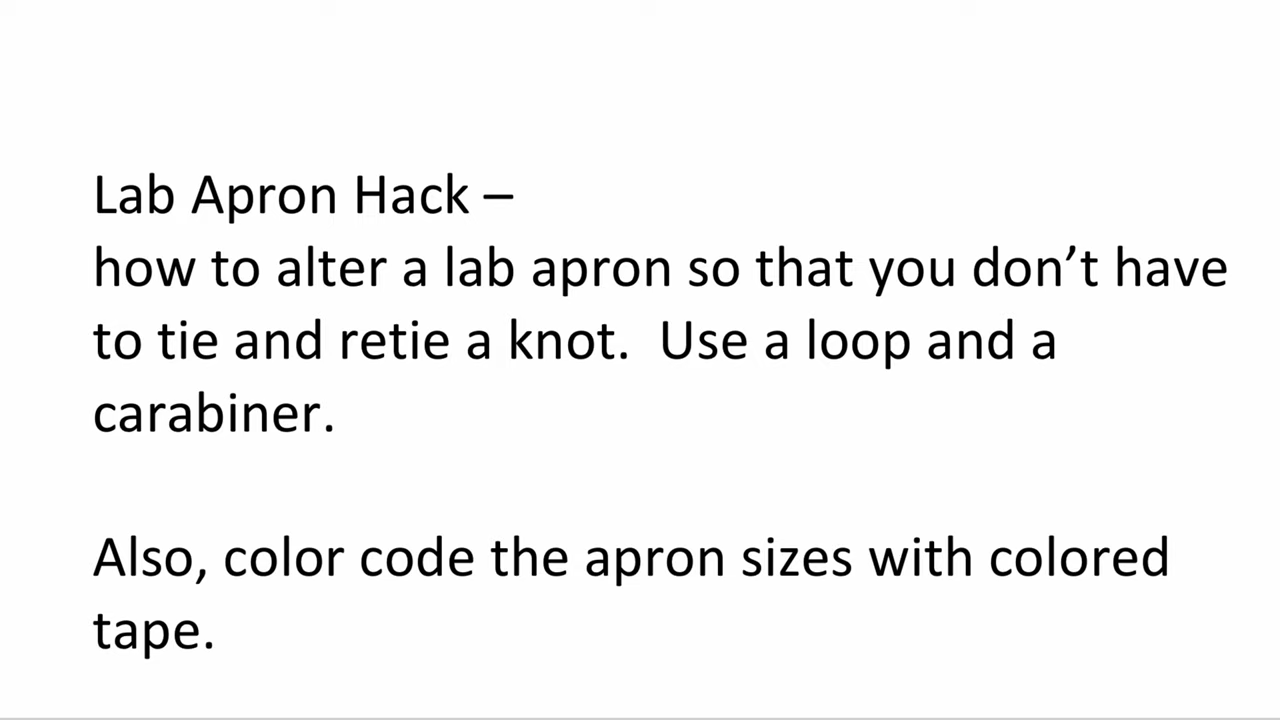 Lab Apron Hack –
how to alter a lab apron so that you don’t have
to tie and retie a knot.  Use a loop and a
carabiner.
Also, color code the apron sizes with colored
tape.